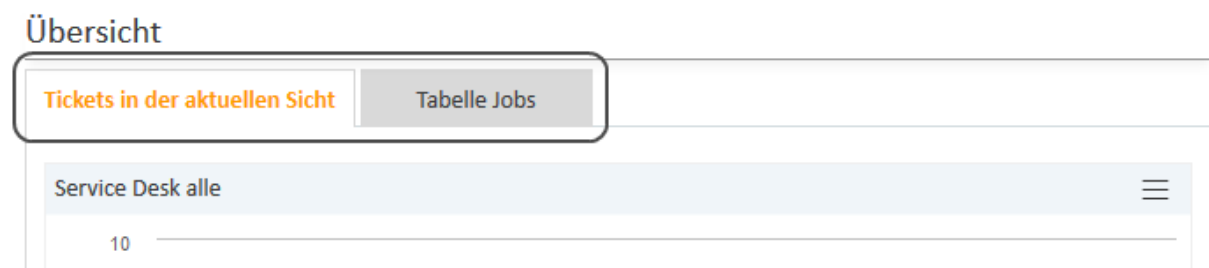 Übersicht
Tickets in der aktuellen Sicht Tabelle Jobs
Service Desk alle
10